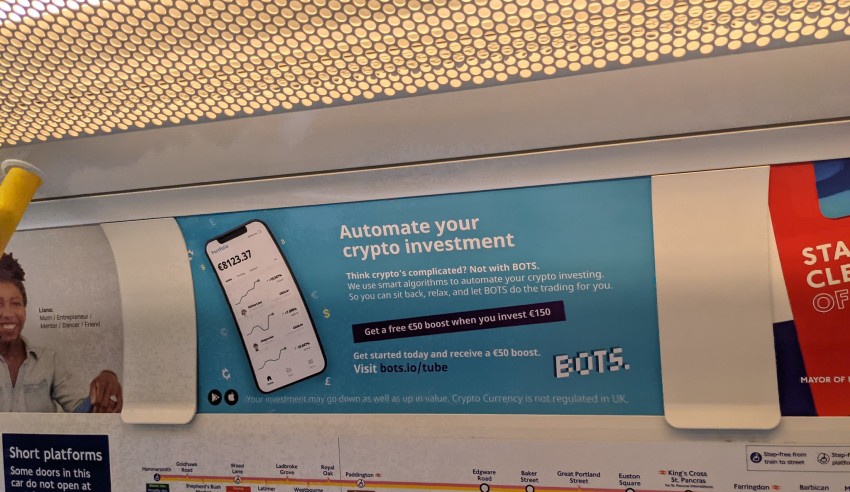 Automate your
crypto investment
Think crypto's complicated? Not with BOTS.
We use smart algorithms to automate your crypto investing.
So you can sit back, relax, and let BOTS do the trading for you.
Get a free €50 boost when you invest €150
Get started today and receive a €50 boost.
Visit bots.io/tube
BOTS.
Your investment may go down as well as up in value. Crypto Currency is not regulated in UK.
Portfolio
€8123.37
Liana:
Mum / Entrepreneur /
Mentor / Dancer / Friend
STA
CLE
OF
MAYOR OF
Short platforms
Some doors in this
car do not open at
Hammersmith
Goldhawk
Road
Shepherd's Bush
Wood
Lane
Latimer
Ladbroke
Grove
Westbourne
Royal
Oak
Paddington
Edgware
Road
Baker
Street
Great Portland
Street
Euston
Square
King's Cross
St. Pancras
Farringdon
Barbican
Step-free from
train to street
Step-f
platfo